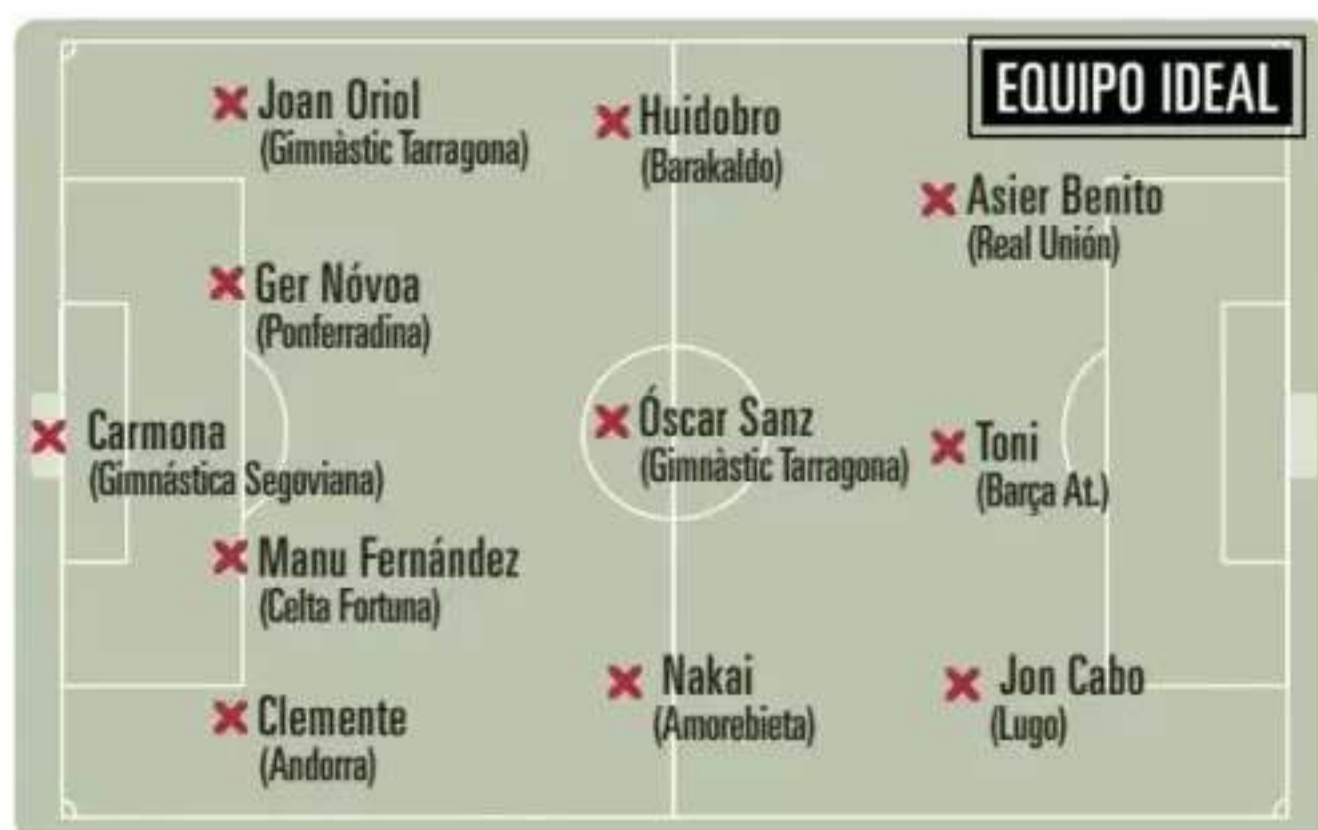 EQUIPO IDEAL
Joan Oriol
(Gimnàstic Tarragona)
Huidobro
(Barakaldo)
Asier Benito
(Real Unión)
Ger Nóvoa
(Ponferradina)
Carmona
(Gimnástica Segoviana)
Óscar Sanz
(Gimnàstic Tarragona)
Toni
(Barça At.)
Manu Fernández
(Celta Fortuna)
Clemente
(Andorra)
Nakai
(Amorebieta)
Jon Cabo
(Lugo)